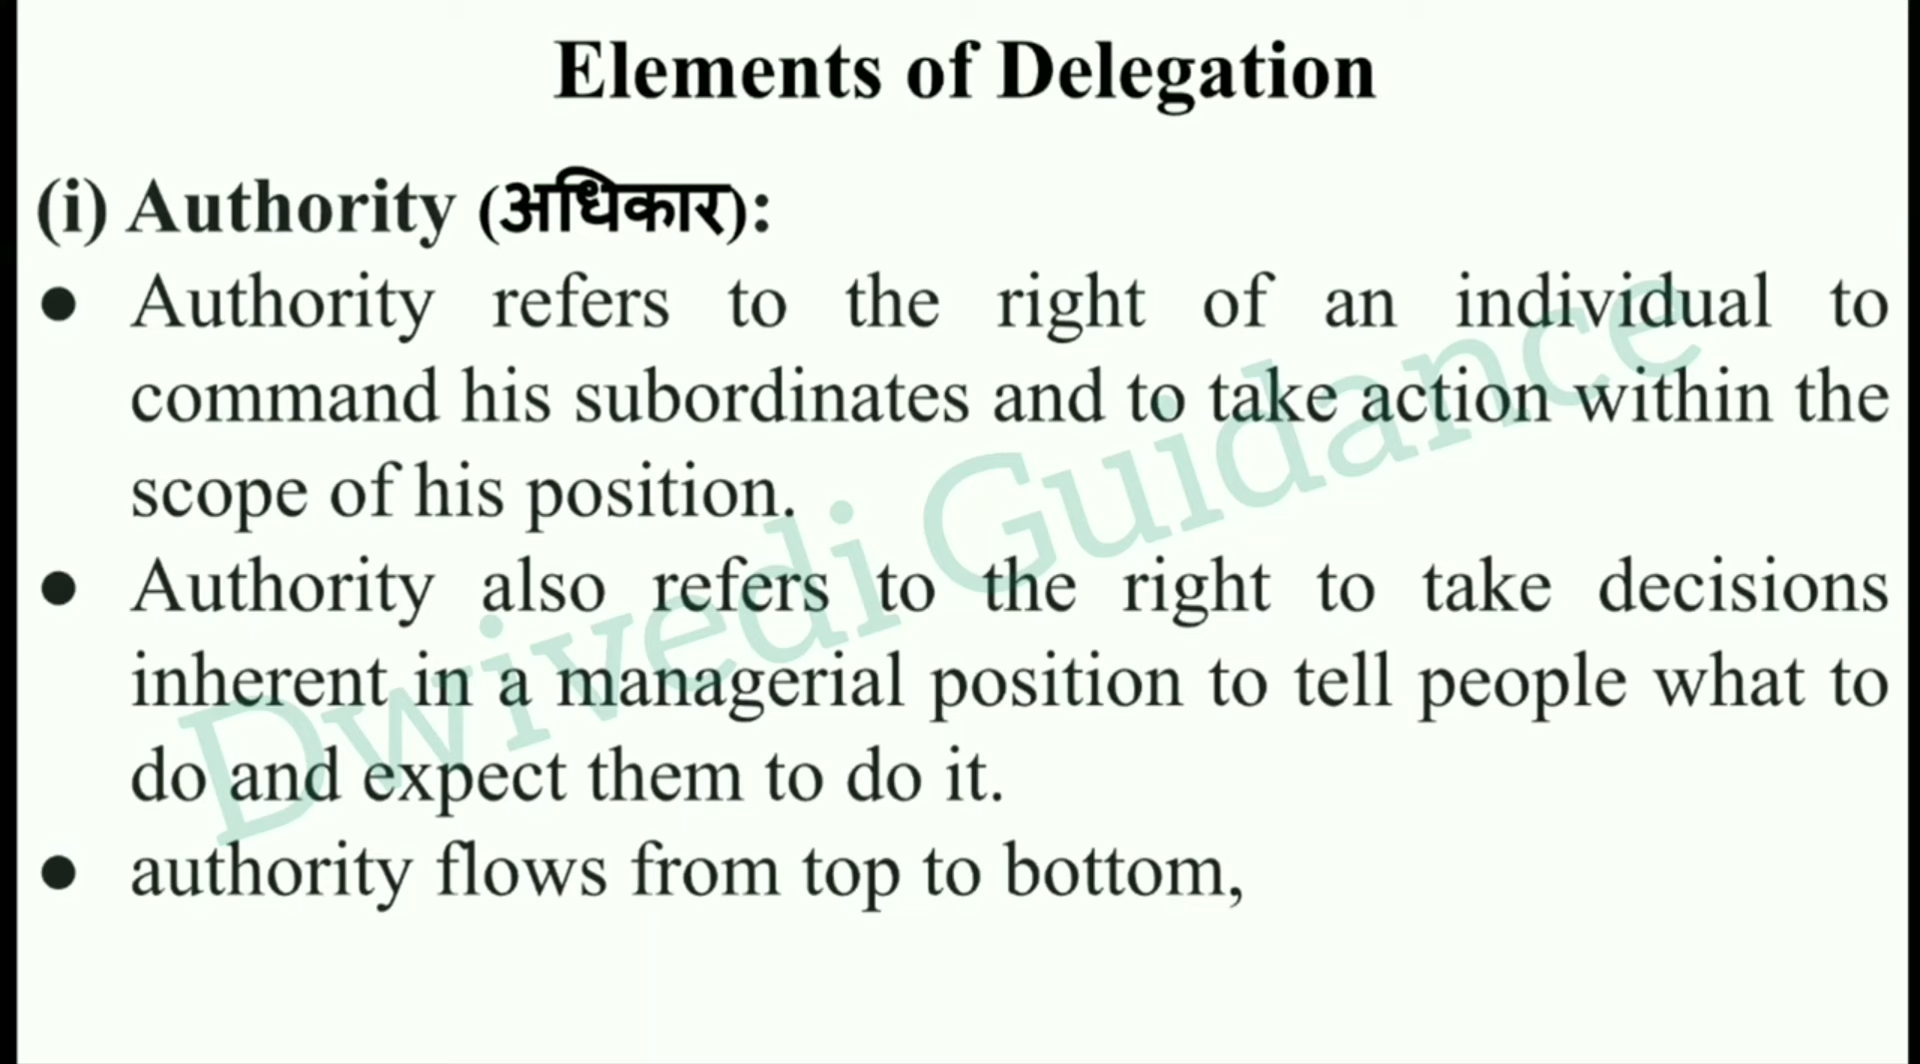 Elements of Delegation
(i) Authority (अधिकार):
● Authority refers to the right of an individual to
command his subordinates and to take action within the
scope of his position.
● Authority also refers to the right to take decisions
inherent in a managerial position to tell people what to
do and expect them to do it.
● authority flows from top to bottom,
Dwivedi Guidance